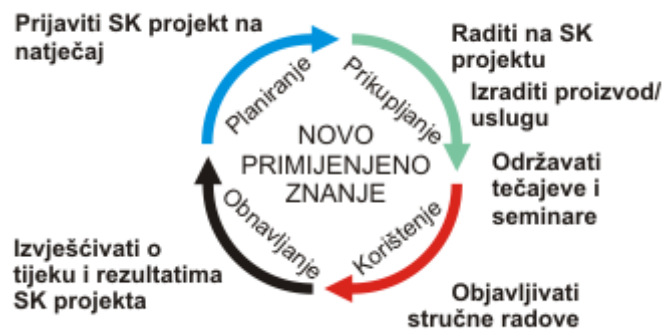 Prijaviti SK projekt na
natječaj
Raditi na SK
projektu
Izraditi proizvod/
uslugu
Planiranje
Prikupljanje
NOVO
PRIMIJENJENO
ZNANJE
Održavati
tečajeve i
seminare
Obnavljanje
Korištenje
Izvješćivati o
tijeku i rezultatima
SK projekta
Objavljivati
stručne radove